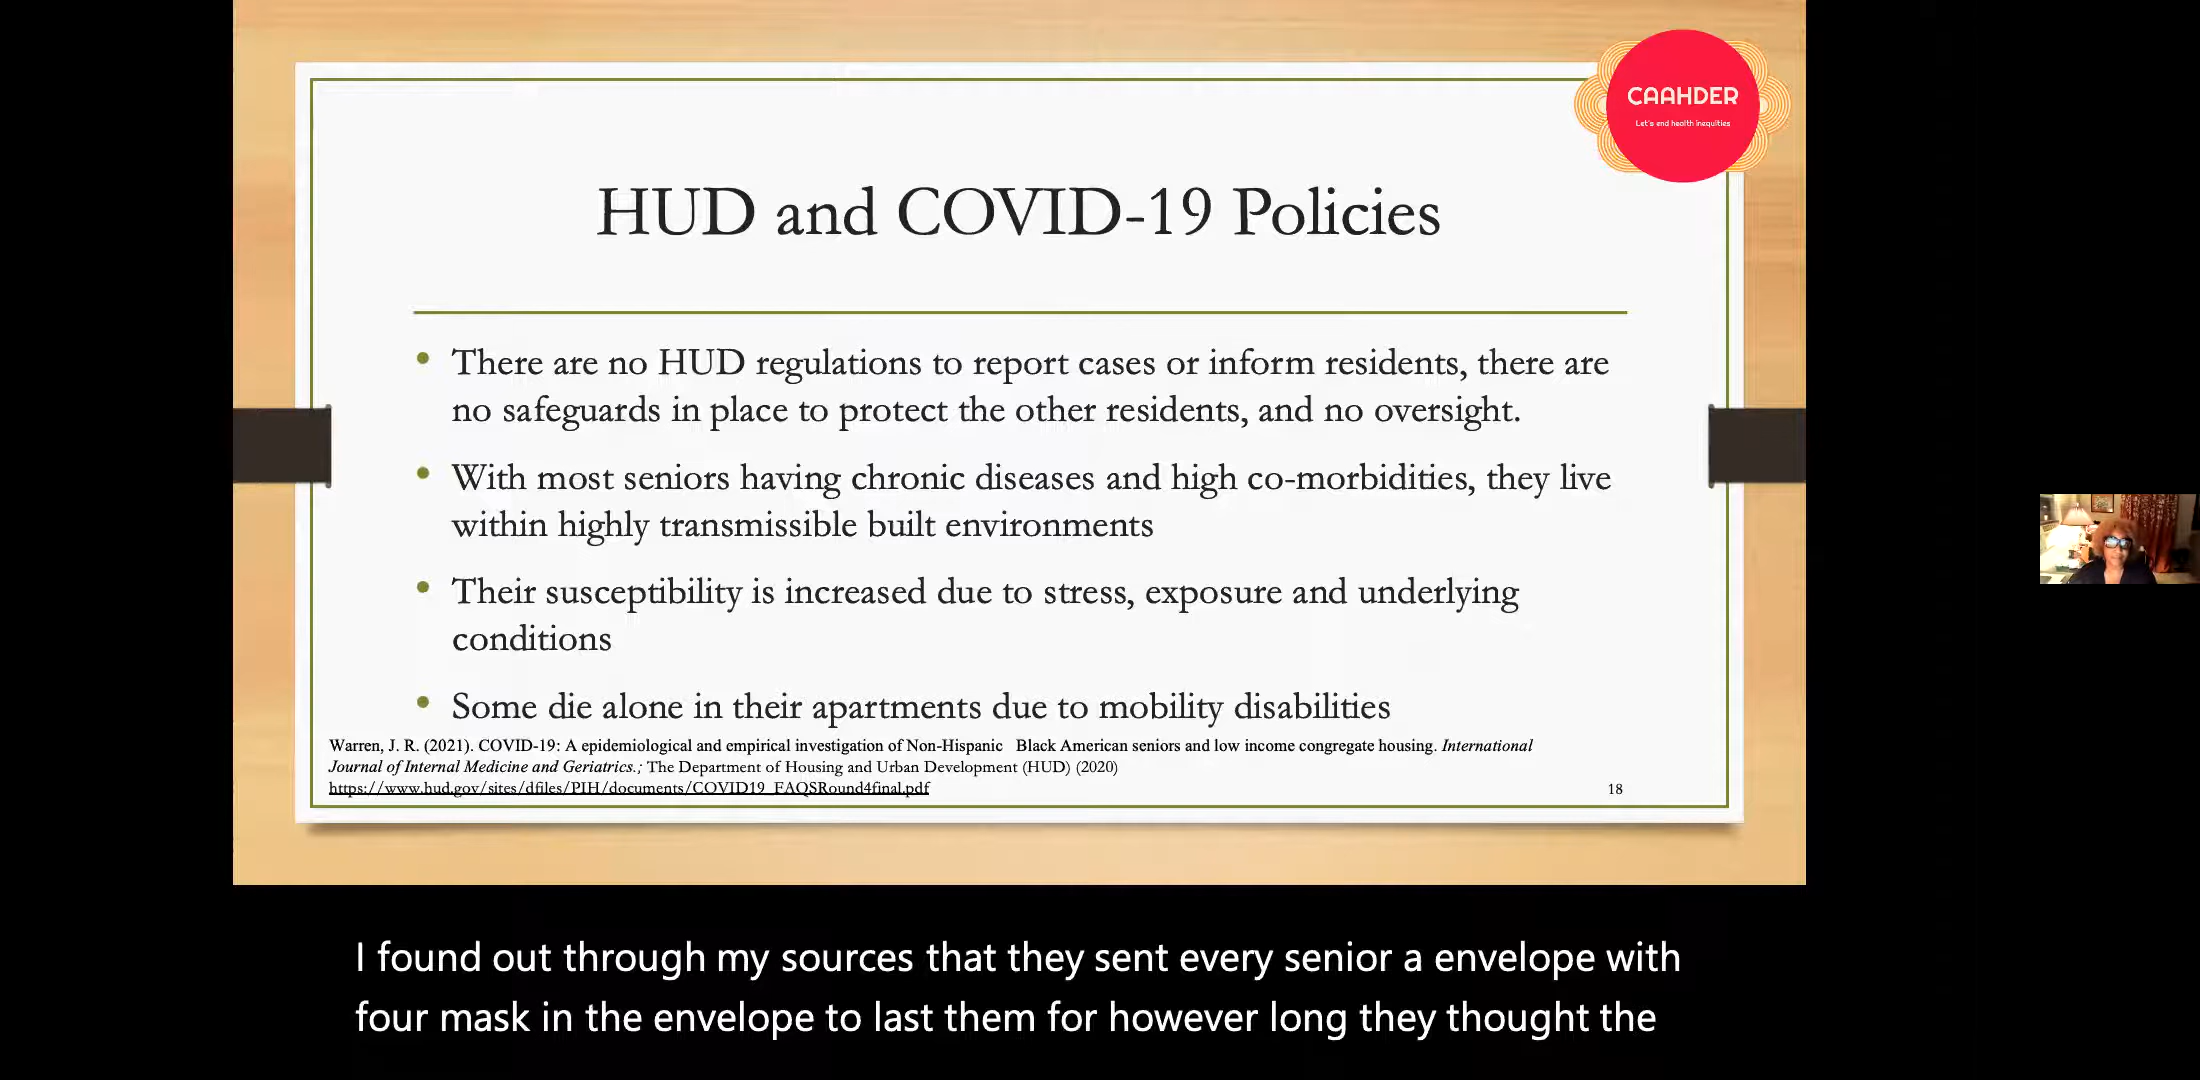 CAAHDER
Let's end health inequities
HUD and COVID-19 Policies
• There are no HUD regulations to report cases or inform residents, there are
no safeguards in place to protect the other residents, and no oversight.
• With most seniors having chronic diseases and high co-morbidities, they live
within highly transmissible built environments
• Their susceptibility is increased due to stress, exposure and underlying
conditions
• Some die alone in their apartments due to mobility disabilities
Warren, J. R. (2021). COVID-19: A epidemiological and empirical investigation of Non-Hispanic Black American seniors and low income congregate housing. International
Journal of Internal Medicine and Geriatrics.; The Department of Housing and Urban Development (HUD) (2020)
https://www.hud.gov/sites/dfiles/PIH/documents/COVID19_FAQSRound4final.pdf
18
I found out through my sources that they sent every senior a envelope with
four mask in the envelope to last them for however long they thought the